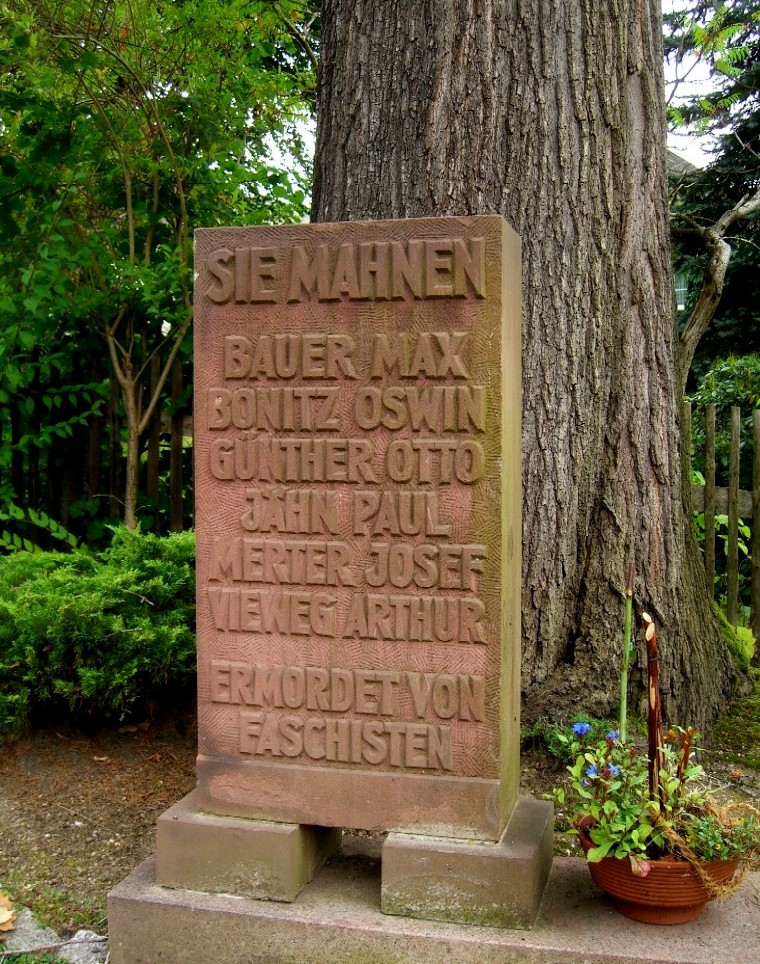 SIE MAHNEN
BAUER MAX
BONITZ OSWIN
GÜNTHER OTTO
JÄHN PAUL
MERTER JOSEF
VIEWEG ARTHUR
ERMORDET VON
FASCHISTEN